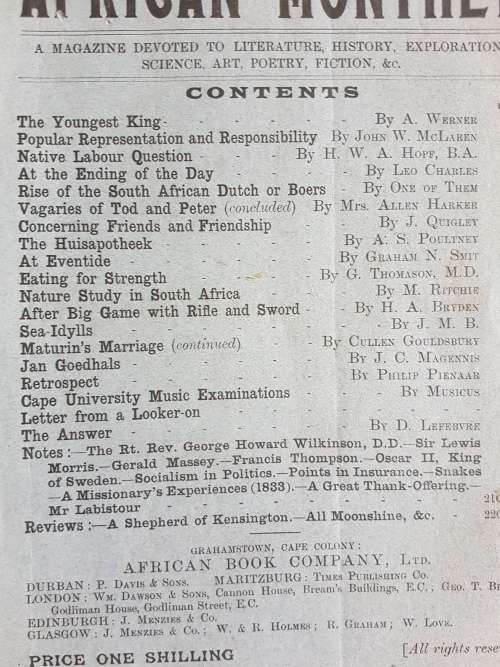 AFRICAN MONTHLY
A MAGAZINE DEVOTED TO LITERATURE, HISTORY, EXPLORATION
SCIENCE, ART, POETRY, FICTION, &c.
CONTENTS
The Youngest King - - - - - By A. Werner
Popular Representation and Responsibility By John W. McLaren
Native Labour Question - - - By H. W. A. Hopf, B.A.
At the Ending of the Day - - - - By Leo Charles
Rise of the South African Dutch or Boers - By One of Them
Vagaries of Tod and Peter (concluded) By Mrs. Allen Harker
Concerning Friends and Friendship - - By J. Quigley
The Huisapotheek - - - - By A. S. Poultney
At Eventide - - - - - By Graham N. Smit
Eating for Strength - - - - By G. Thomason, M.D.
Nature Study in South Africa - - - By M. Ritchie
After Big Game with Rifle and Sword - - By H. A. Bryden
Sea-Idylls - - - - - - By J. M. B.
Maturin's Marriage (continued) - - By Cullen Gouldsbury
Jan Goedhals - - - - - By J. C. Magennis
Retrospect - - - - - By Philip Pienaar
Cape University Music Examinations - - By Musicus
Letter from a Looker-on - - - -
The Answer - - - - - By D. Lefebvre
Notes :—The Rt. Rev. George Howard Wilkinson, D.D.—Sir Lewis
Morris.—Gerald Massey.—Francis Thompson.—Oscar II, King
of Sweden.—Socialism in Politics.—Points in Insurance.—Snakes
—A Missionary's Experiences (1833).—A Great Thank-Offering.—
Mr Labistour - - - - - - - 210
Reviews :—A Shepherd of Kensington.—All Moonshine, &c. - 220
GRAHAMSTOWN, CAPE COLONY:
AFRICAN BOOK COMPANY, Ltd.
DURBAN: P. Davis & Sons. MARITZBURG: Times Publishing Co.
LONDON: Wm. Dawson & Sons, Cannon House, Bream's Buildings, E.C.; Geo. T.
Godliman House, Godliman Street, E.C.
EDINBURGH: J. Menzies & Co.
GLASGOW: J. Menzies & Co.; W. & R. Holmes; R. Graham; W. Love.
PRICE ONE SHILLING [All rights rese